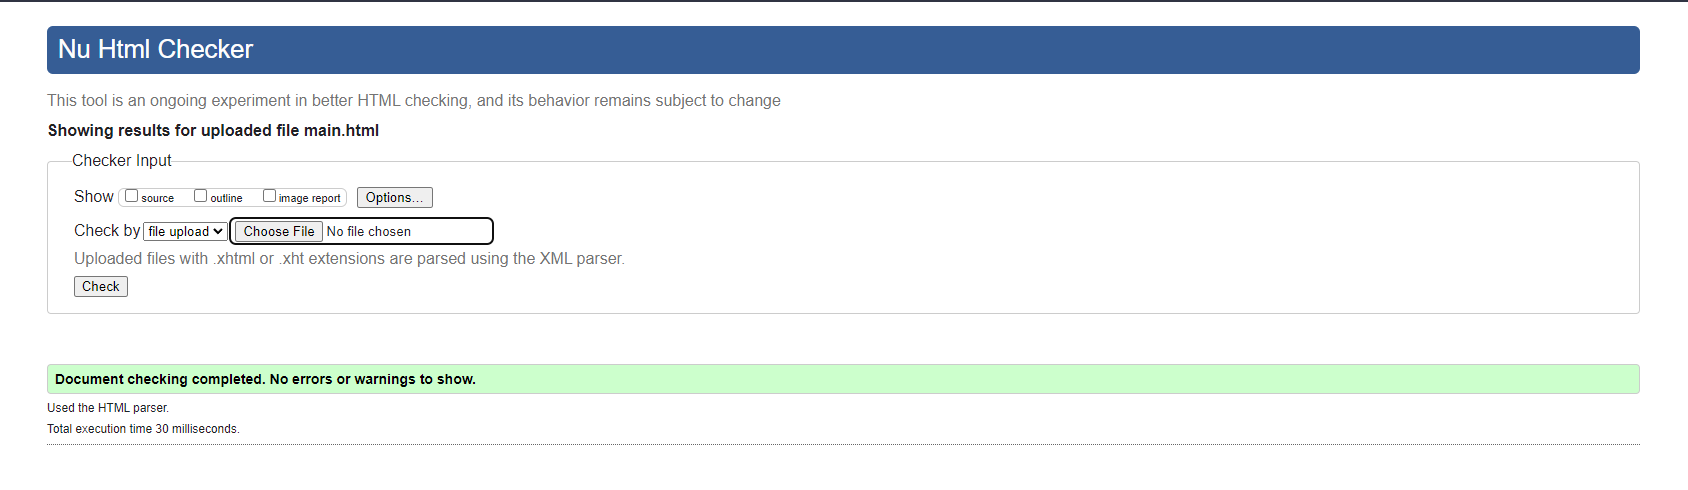 Nu Html Checker
This tool is an ongoing experiment in better HTML checking, and its behavior remains subject to change
Showing results for uploaded file main.html
Checker Input
Show source outline image report Options...
Check by file upload Choose File No file chosen
Uploaded files with .xhtml or .xht extensions are parsed using the XML parser.
Check
Document checking completed. No errors or warnings to show.
Used the HTML parser.
Total execution time 30 milliseconds.